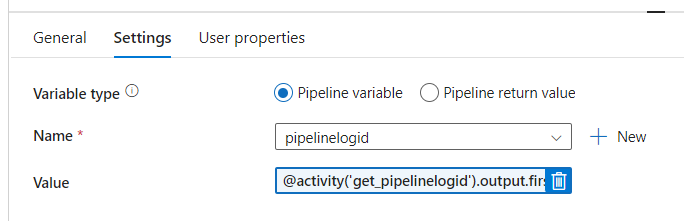 General Settings User properties
Variable type Pipeline variable Pipeline return value
Name * pipelinelogid New
Value @activity('get_pipelinelogid').output.firs